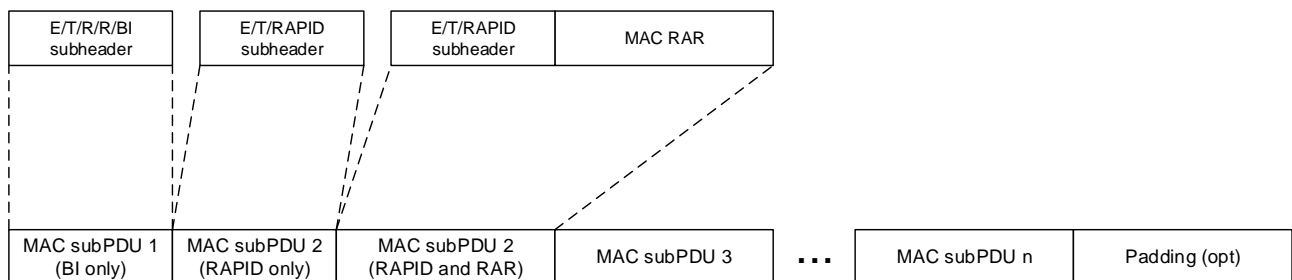 E/T/R/R/BI
subheader
E/T/RAPID
subheader
E/T/RAPID
subheader
MAC RAR
MAC subPDU 1
(BI only)
MAC subPDU 2
(RAPID only)
MAC subPDU 2
(RAPID and RAR)
MAC subPDU 3
...
MAC subPDU n
Padding (opt)